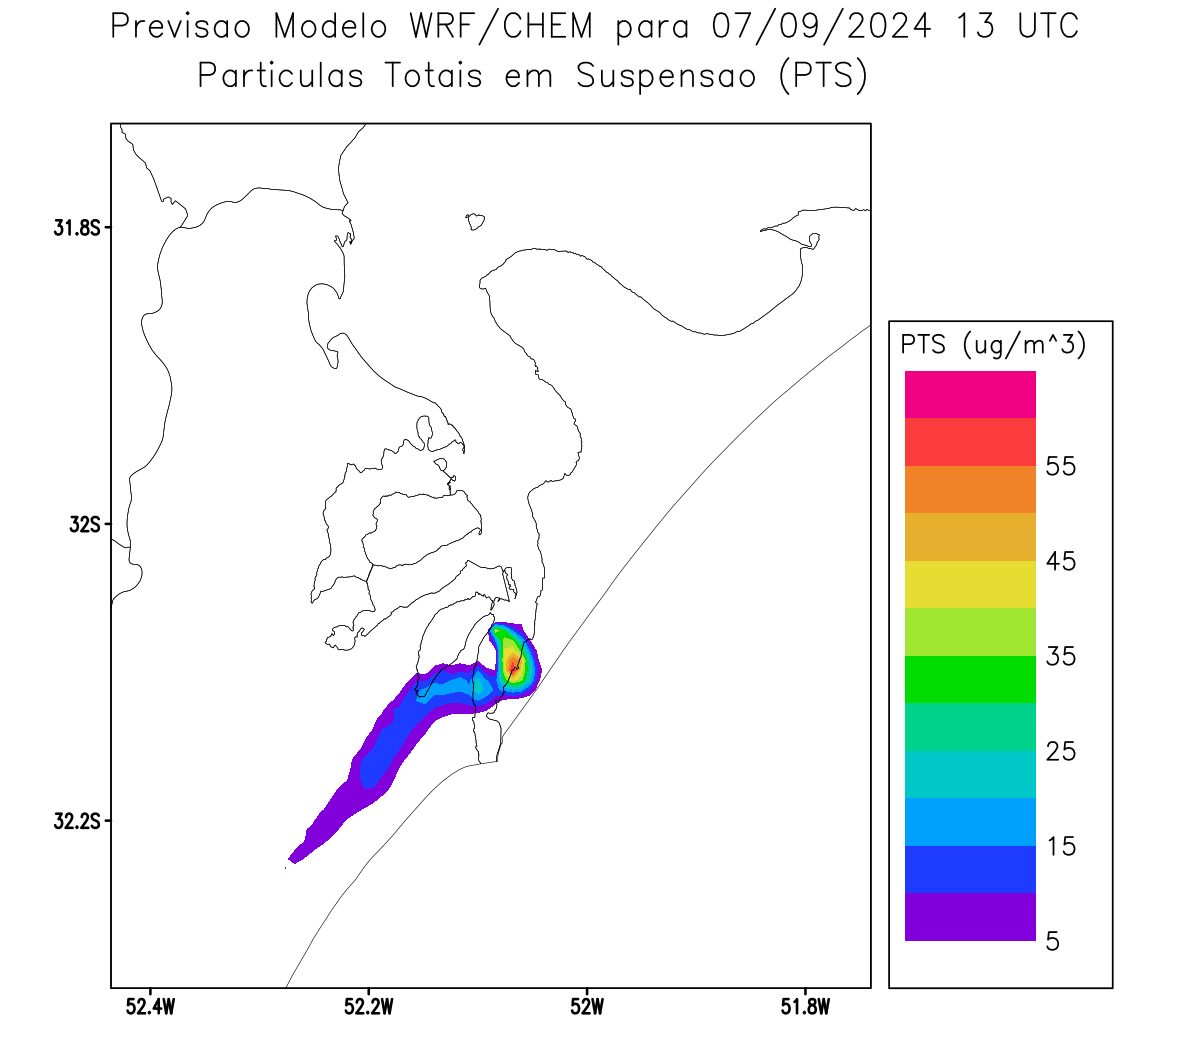 Previsao Modelo WRF/CHEM para 07/09/2024 13 UTC
Particulas Totais em Suspensao (PTS)
31.8S
32S
32.2S
52.4W
52.2W
52W
51.8W
PTS (ug/m^3)
55
45
35
25
15
5